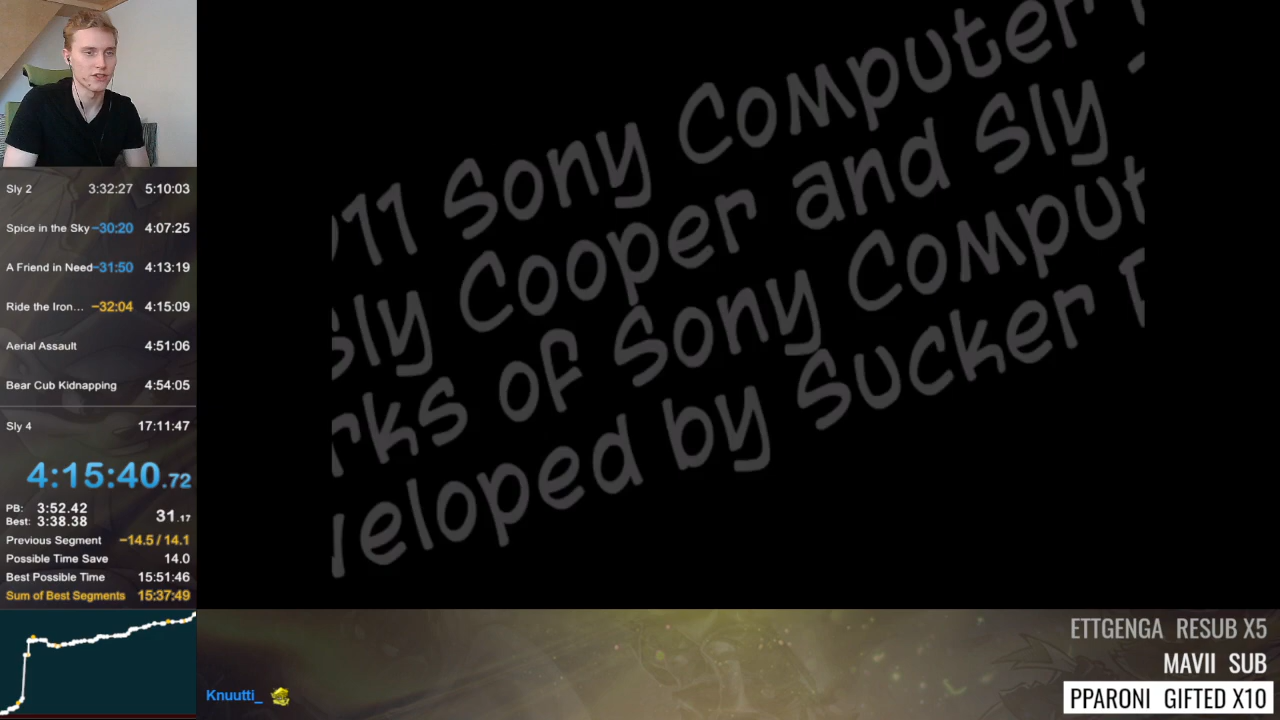 Sly 2 3:32:27 5:10:03
Spice in the Sky -30:20 4:07:25
A Friend in Need -31:50 4:13:19
Ride the Iron... -32:04 4:15:09
Aerial Assault 4:51:06
Bear Cub Kidnapping 4:54:05
Sly 4 17:11:47
4:15:40.72
PB: 3:52.42
Best: 3:38.38
31.17
Previous Segment -14.5 / 14.1
Possible Time Save 14.0
Best Possible Time 15:51:46
Sum of Best Segments 15:37:49
11 Sony Computer
Sly Cooper and Sly
rks of Sony Comput
veloped by Sucker
Knuutti_
ETTGENGA RESUB X5
MAVII SUB
PPARONI GIFTED X10